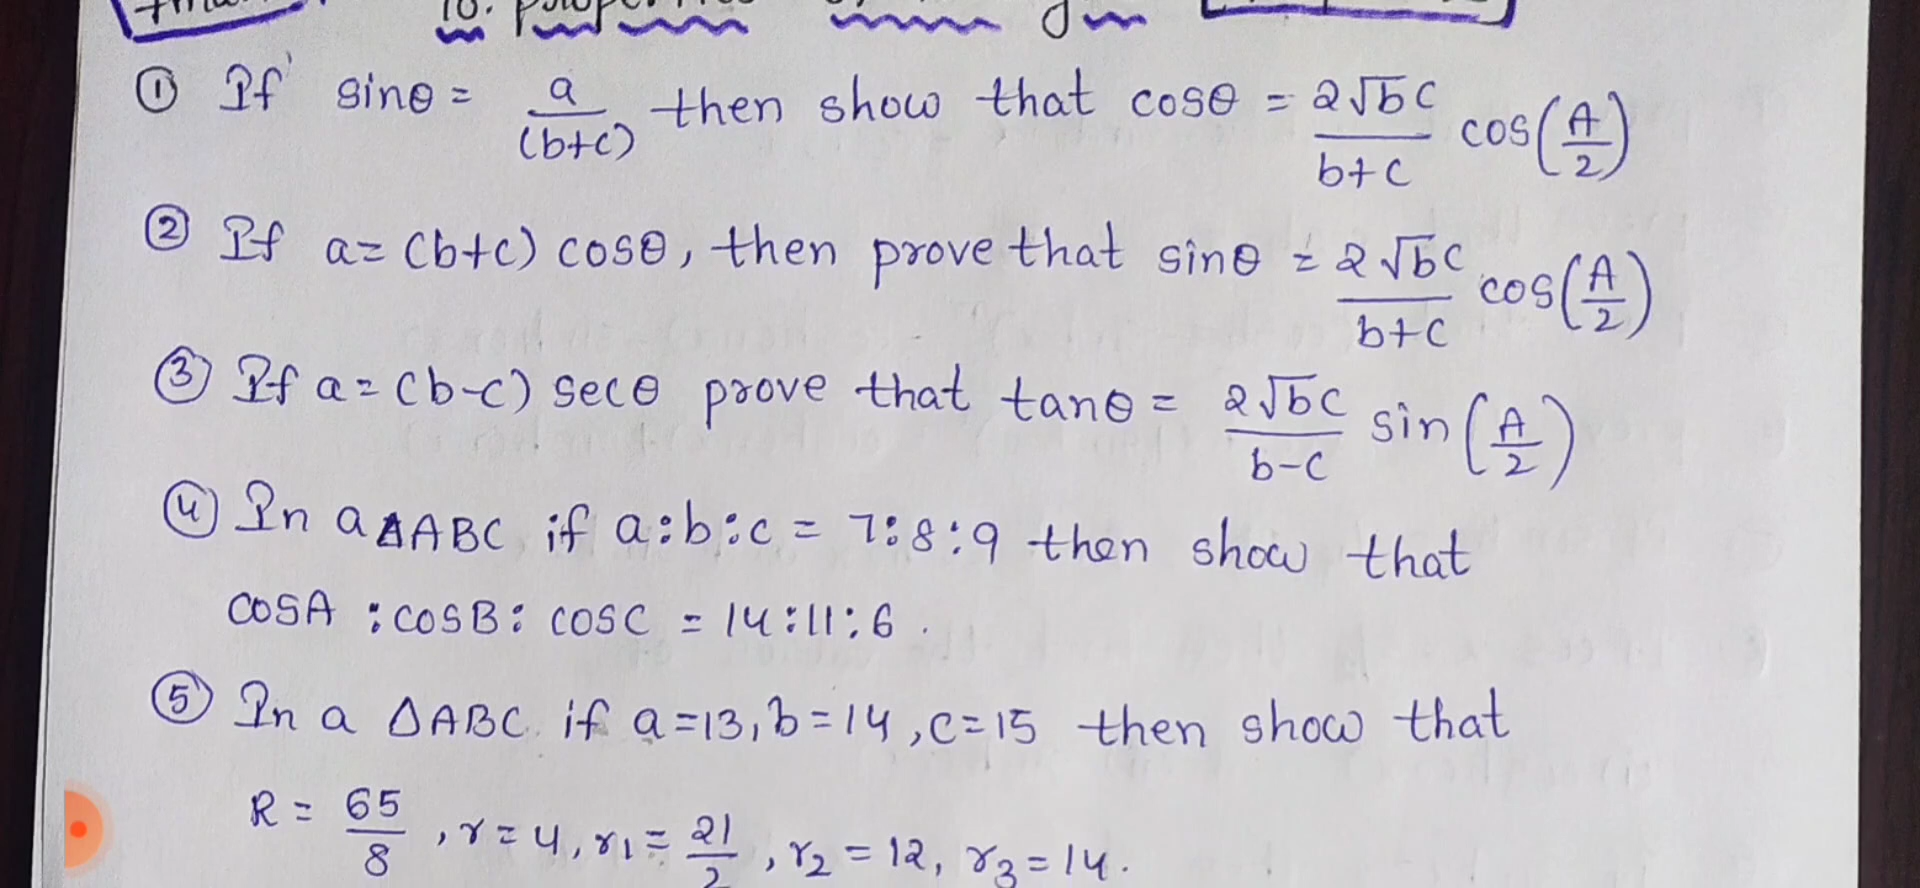 10.
① If sinθ = a/(b+c) then show that cosθ = 2√bc/b+c cos(A/2)
② If a= (b+c) cosθ, then prove that sinθ = 2√bc/b+c cos(A/2)
③ If a= (b-c) secθ prove that tanθ = 2√bc/b-c sin(A/2)
④ In a ΔABC if a:b:c = 7:8:9 then show that
cosA : cosB : cosC = 14:11:6.
⑤ In a ΔABC if a=13, b=14, c=15 then show that
R = 65/8, r=4, r1= 21/2, r2 = 12, r3=14.